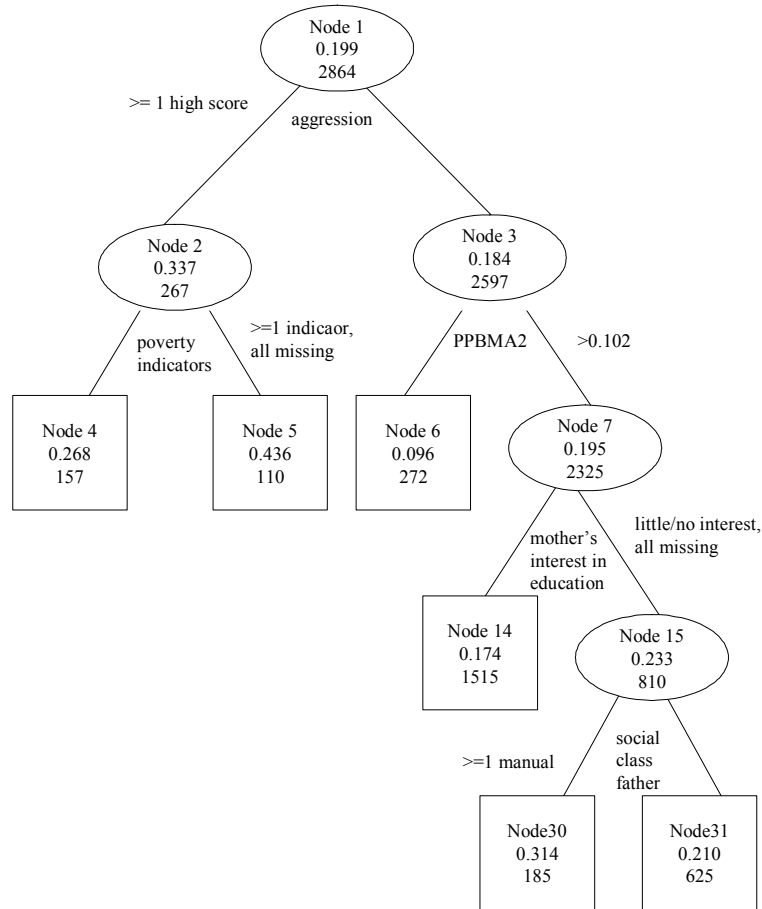 Node 1
0.199
2864
>= 1 high score
aggression
Node 2
0.337
267
Node 3
0.184
2597
poverty
indicators
>=1 indicaor,
all missing
PPBMA2
>0.102
Node 4
0.268
157
Node 5
0.436
110
Node 6
0.096
272
Node 7
0.195
2325
mother’s
interest in
education
little/no interest,
all missing
Node 14
0.174
1515
Node 15
0.233
810
>=1 manual
social
class
father
Node30
0.314
185
Node31
0.210
625